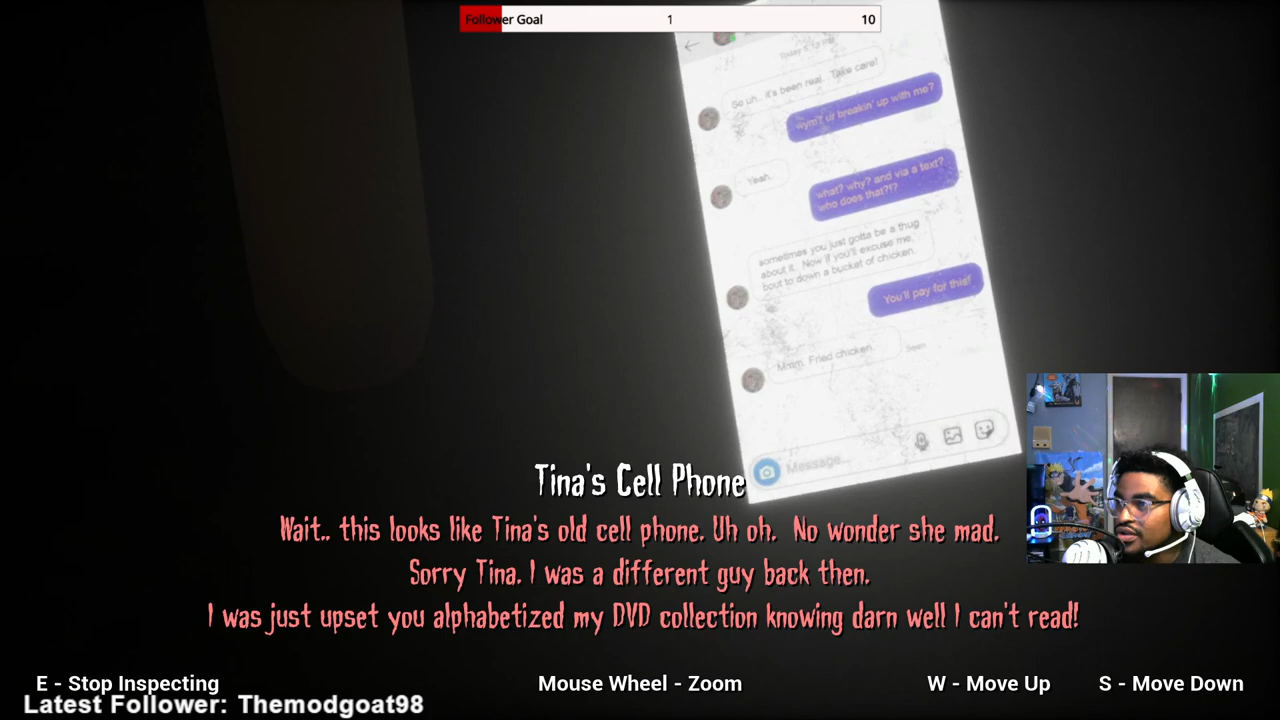 Follower Goal 1 10
Today 5:13 PM
So uh.. it's been real. Take care!
wym? ur breakin' up with me?
Yeah.
what? why? and via a text?
who does that?!?
sometimes you just gotta be a thug
about it. Now if you'll excuse me,
bout to down a bucket of chicken.
You'll pay for this!
Mmm. Fried chicken.
Seen
Message...
Tina's Cell Phone
Wait.. this looks like Tina's old cell phone. Uh oh. No wonder she mad.
Sorry Tina. I was a different guy back then.
I was just upset you alphabetized my DVD collection knowing darn well I can't read!
E - Stop Inspecting Mouse Wheel - Zoom W - Move Up S - Move Down
Latest Follower: Themodgoat98